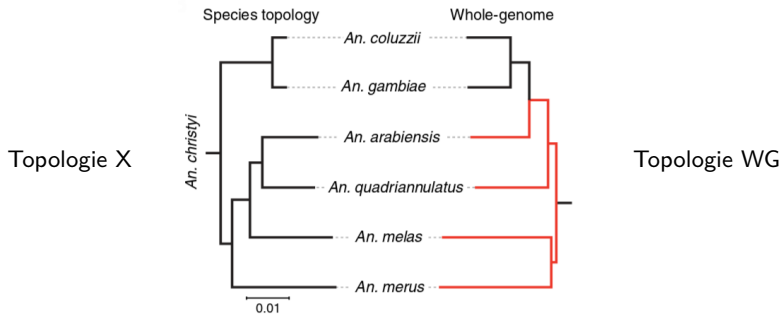 Species topology
Whole-genome
An. coluzzii
An. gambiae
An. arabiensis
An. quadriannulatus
An. melas
An. merus
An. christyi
Topologie X
Topologie WG
0.01